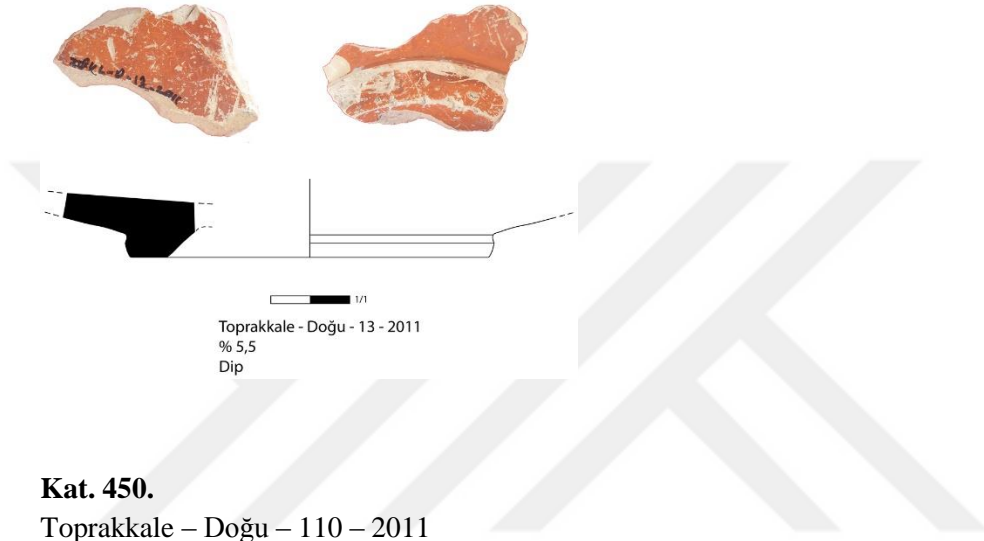 1/1
Toprakkale - Doğu - 13 - 2011
% 5,5
Dip
Kat. 450.
Toprakkale – Doğu – 110 – 2011